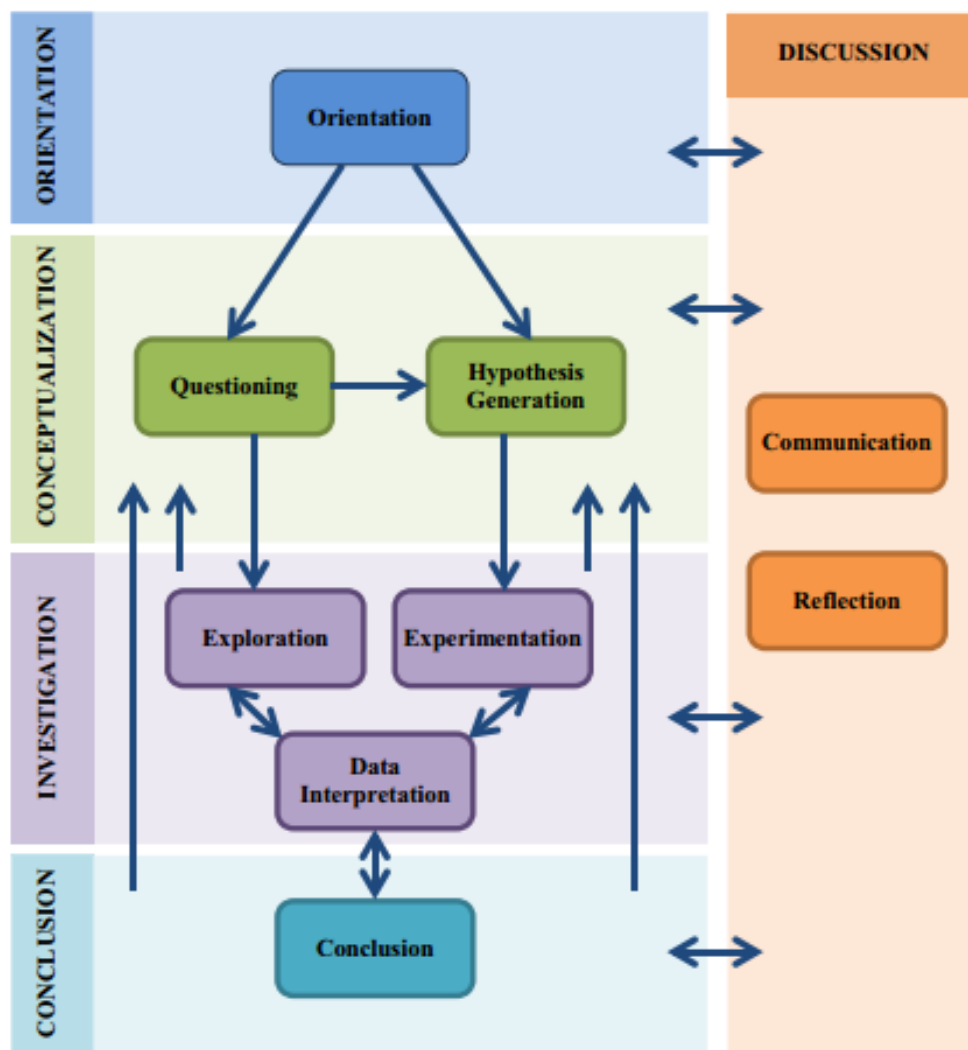 ORIENTATION
Orientation
CONCEPTUALIZATION
Questioning
Hypothesis
Generation
INVESTIGATION
Exploration
Experimentation
Data
Interpretation
CONCLUSION
Conclusion
DISCUSSION
Communication
Reflection